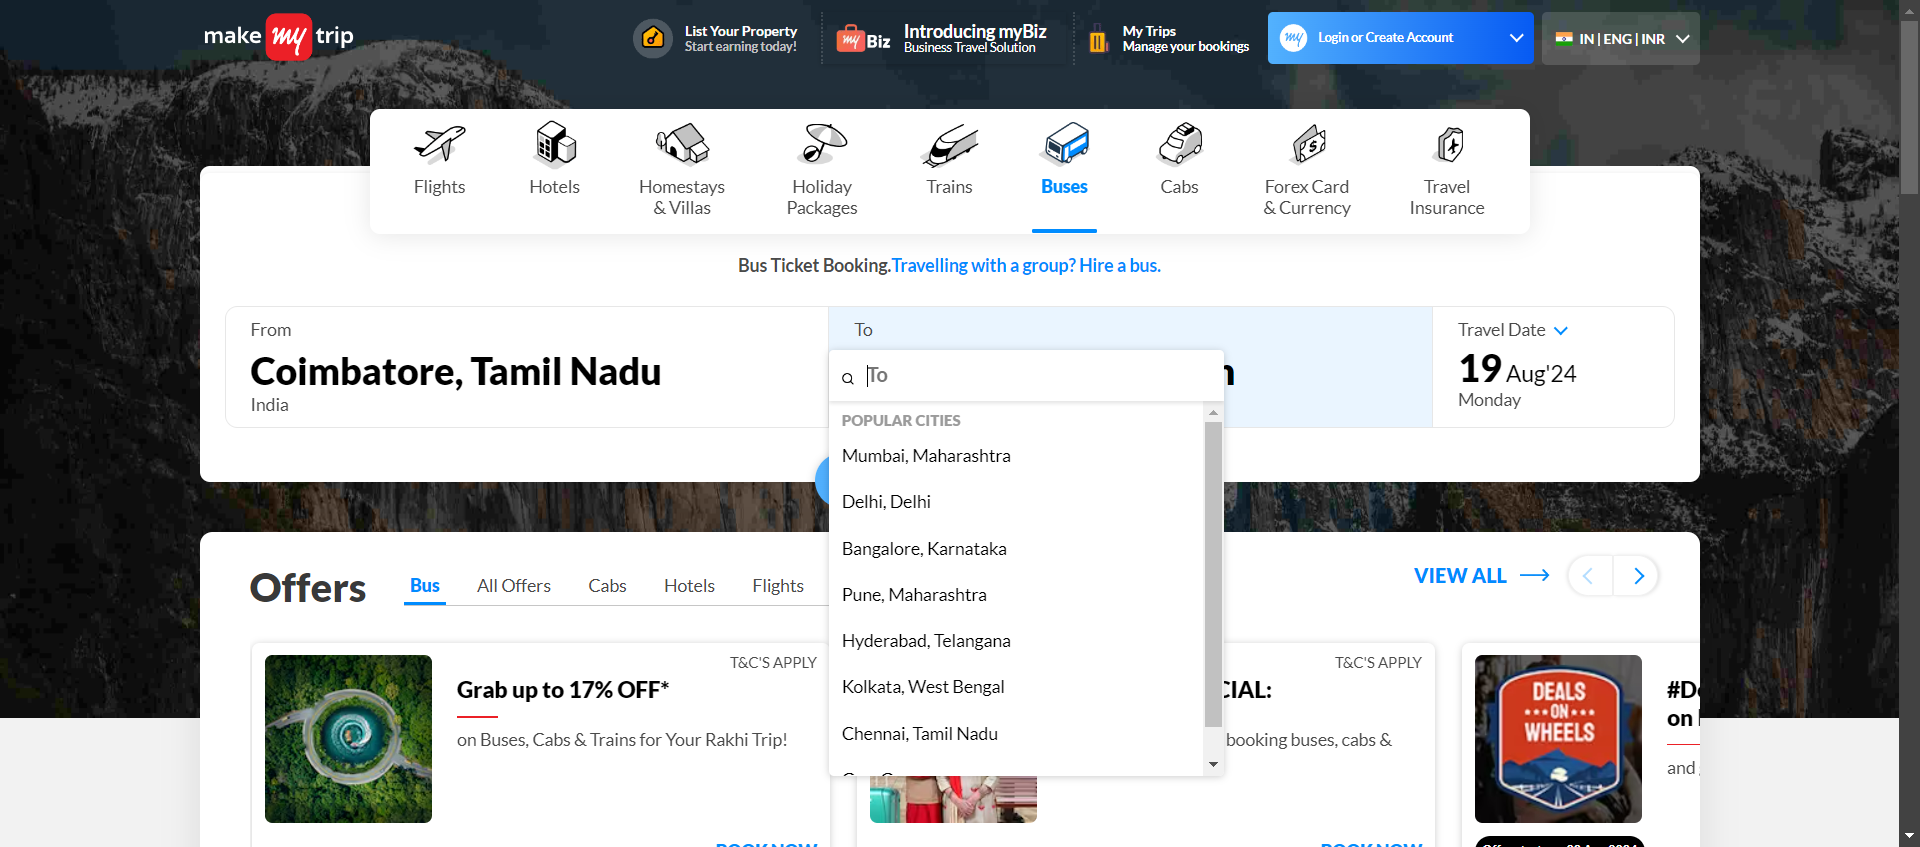 make my trip
List Your Property
Start earning today!
my Biz
Introducing myBiz
Business Travel Solution
My Trips
Manage your bookings
my Login or Create Account
IN | ENG | INR
Flights
Hotels
Homestays
& Villas
Holiday
Packages
Trains
Buses
Cabs
Forex Card
& Currency
Travel
Insurance
Bus Ticket Booking.Travelling with a group? Hire a bus.
From
Coimbatore, Tamil Nadu
India
To
To
Travel Date
19 Aug'24
Monday
POPULAR CITIES
Mumbai, Maharashtra
Delhi, Delhi
Bangalore, Karnataka
Pune, Maharashtra
Hyderabad, Telangana
Kolkata, West Bengal
Chennai, Tamil Nadu
Offers
Bus
All Offers
Cabs
Hotels
Flights
VIEW ALL
T&C'S APPLY
Grab up to 17% OFF*
on Buses, Cabs & Trains for Your Rakhi Trip!
BOOK NOW
T&C'S APPLY
booking buses, cabs &
BOOK NOW
DEALS
ON
WHEELS
on
and